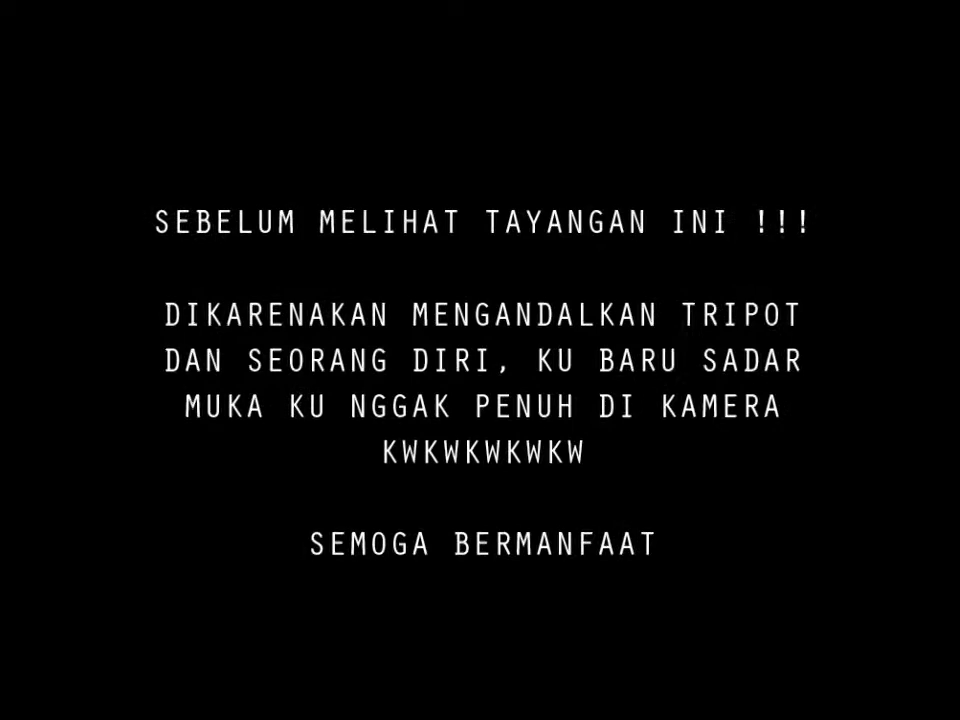 SEBELUM MELIHAT TAYANGAN INI !!!
DIKARENAKAN MENGANDALKAN TRIPOT
DAN SEORANG DIRI, KU BARU SADAR
MUKA KU NGGAK PENUH DI KAMERA
KWKWKWKWKW
SEMOGA BERMANFAAT